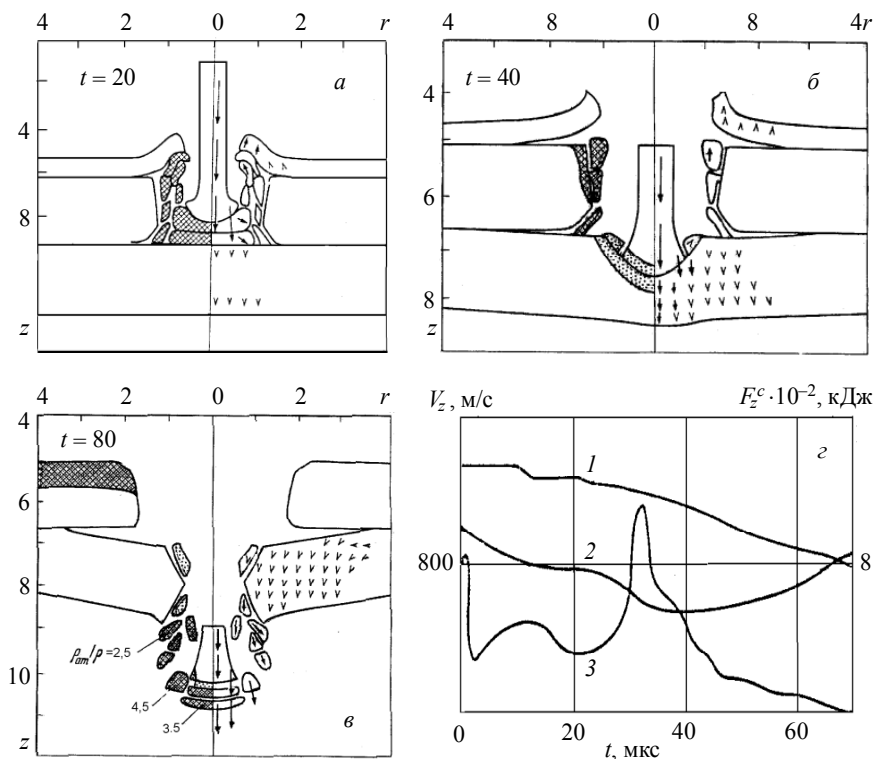 4 2 0 2 r
t = 20
а
4
8
z
4 8 0 8 4r
t = 40
б
4
6
8
z
4 2 0 2 r
4
t = 80
6
8
ρam/ρ=2,5
10
4,5
3.5
в
z
V_z, м/с
F_z^c·10^–2, кДж
г
1
2
3
800
8
0 20 40 60
t, мкс